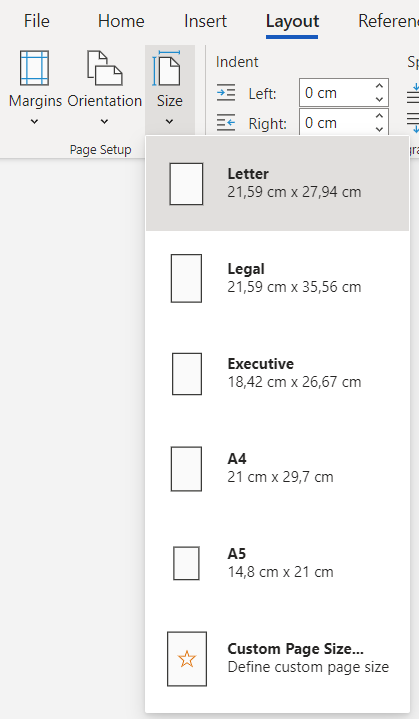 File Home Insert Layout Referen
Margins Orientation Size
Page Setup
Indent
Left: 0 cm
Right: 0 cm
Letter
21,59 cm x 27,94 cm
Legal
21,59 cm x 35,56 cm
Executive
18,42 cm x 26,67 cm
A4
21 cm x 29,7 cm
A5
14,8 cm x 21 cm
Custom Page Size...
Define custom page size